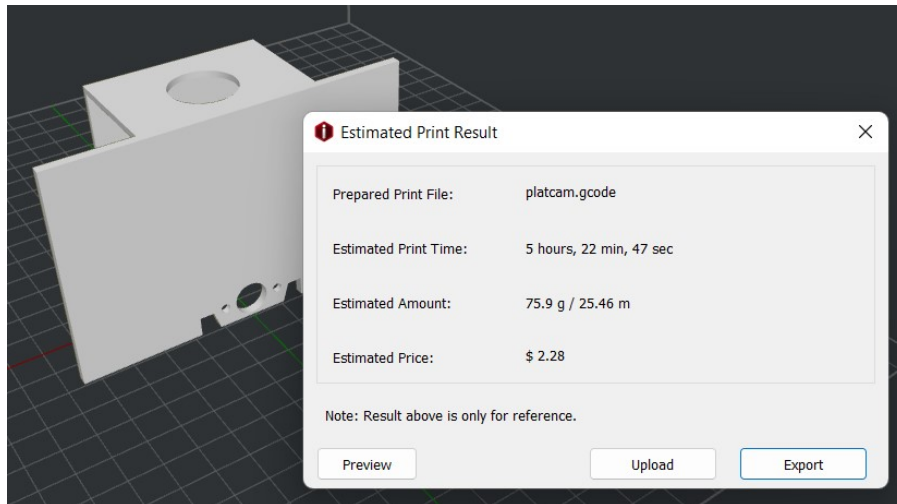 Estimated Print Result
Prepared Print File: platcam.gcode
Estimated Print Time: 5 hours, 22 min, 47 sec
Estimated Amount: 75.9 g / 25.46 m
Estimated Price: $ 2.28
Note: Result above is only for reference.
Preview Upload Export